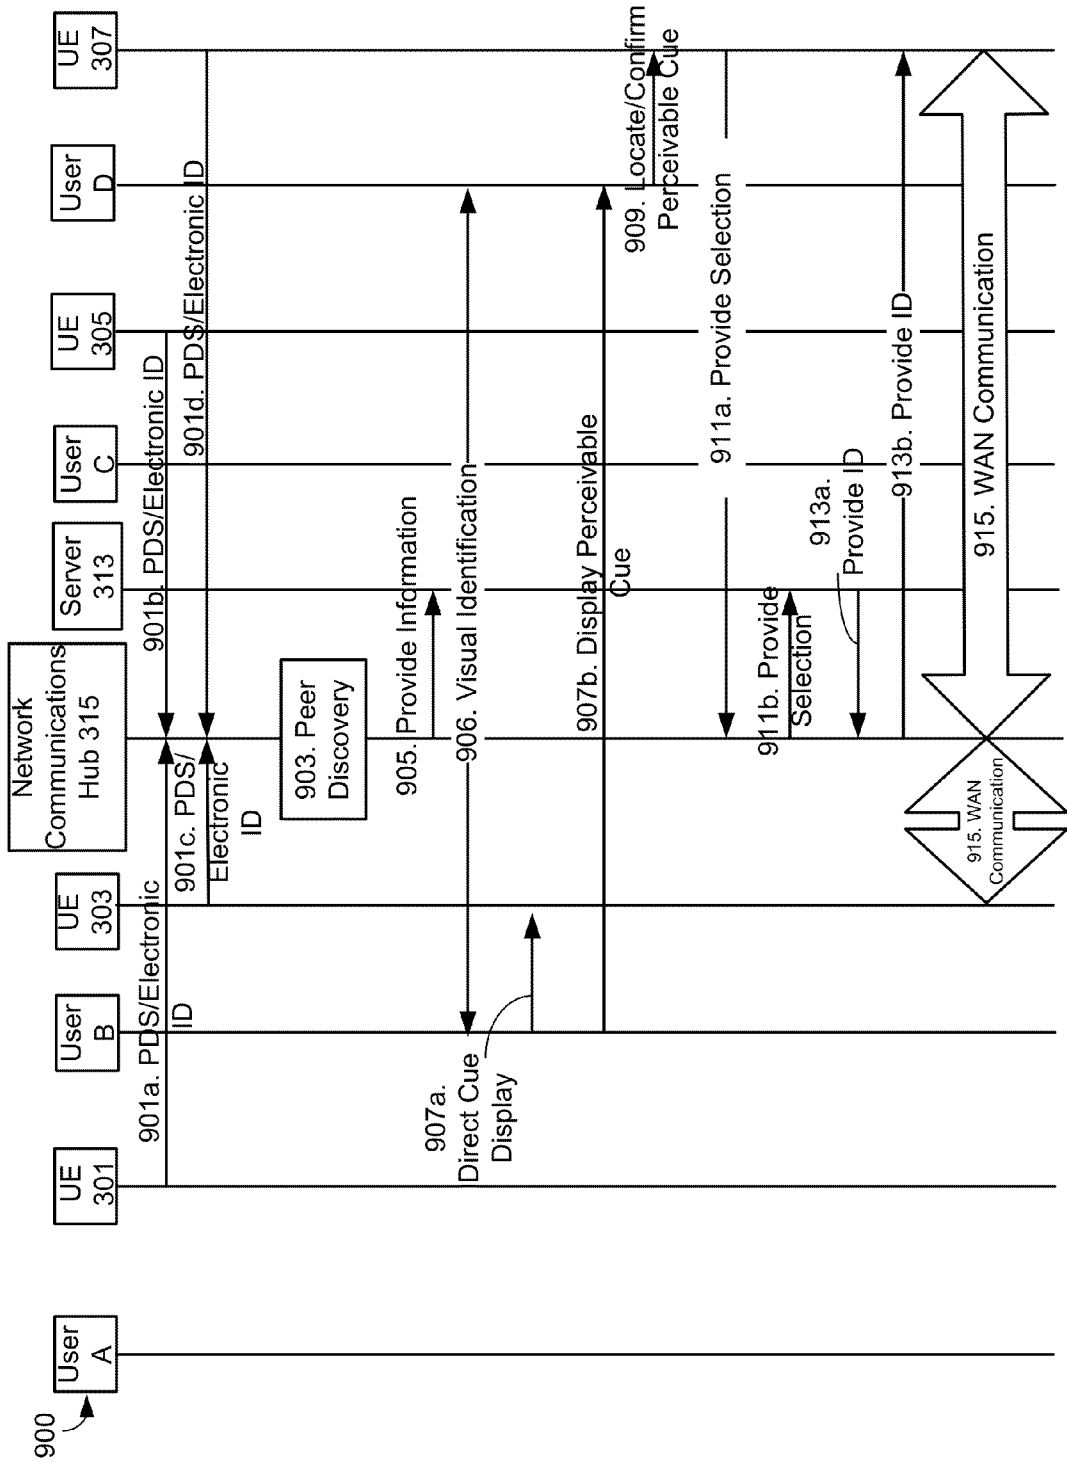 900
User
A
UE
301
User
B
UE
303
Network
Communications
Hub 315
Server
313
User
C
UE
305
User
D
UE
307
901a. PDS/Electronic
ID
901b. PDS/Electronic ID
901c. PDS/
Electronic
ID
901d. PDS/Electronic ID
903. Peer
Discovery
905. Provide Information
906. Visual Identification
907a.
Direct Cue
Display
907b. Display Perceivable
Cue
909. Locate/Confirm
Perceivable Cue
911a. Provide Selection
911b. Provide
Selection
913a.
Provide ID
913b. Provide ID
915. WAN
Communication
915. WAN Communication